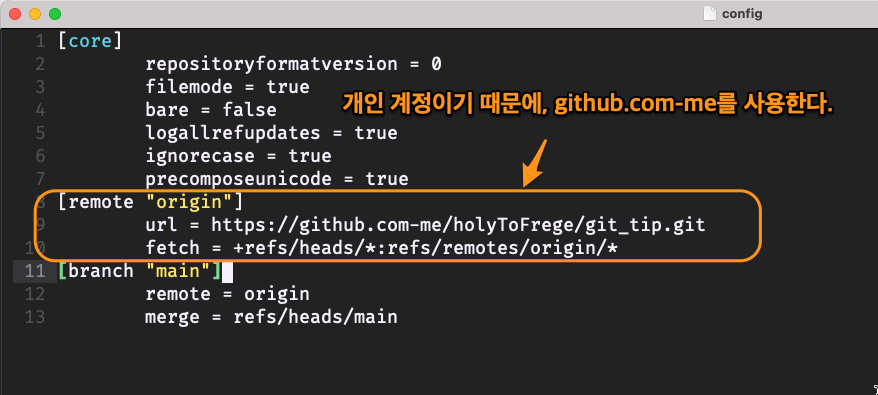 config
1 [core]
2 repositoryformatversion = 0
3 filemode = true
4 bare = false
개인 계정이기 때문에, github.com-me를 사용한다.
5 logallrefupdates = true
6 ignorecase = true
7 precomposeunicode = true
8 [remote "origin"]
9 url = https://github.com-me/holyToFrege/git_tip.git
10 fetch = +refs/heads/*:refs/remotes/origin/*
11 [branch "main"]
12 remote = origin
13 merge = refs/heads/main